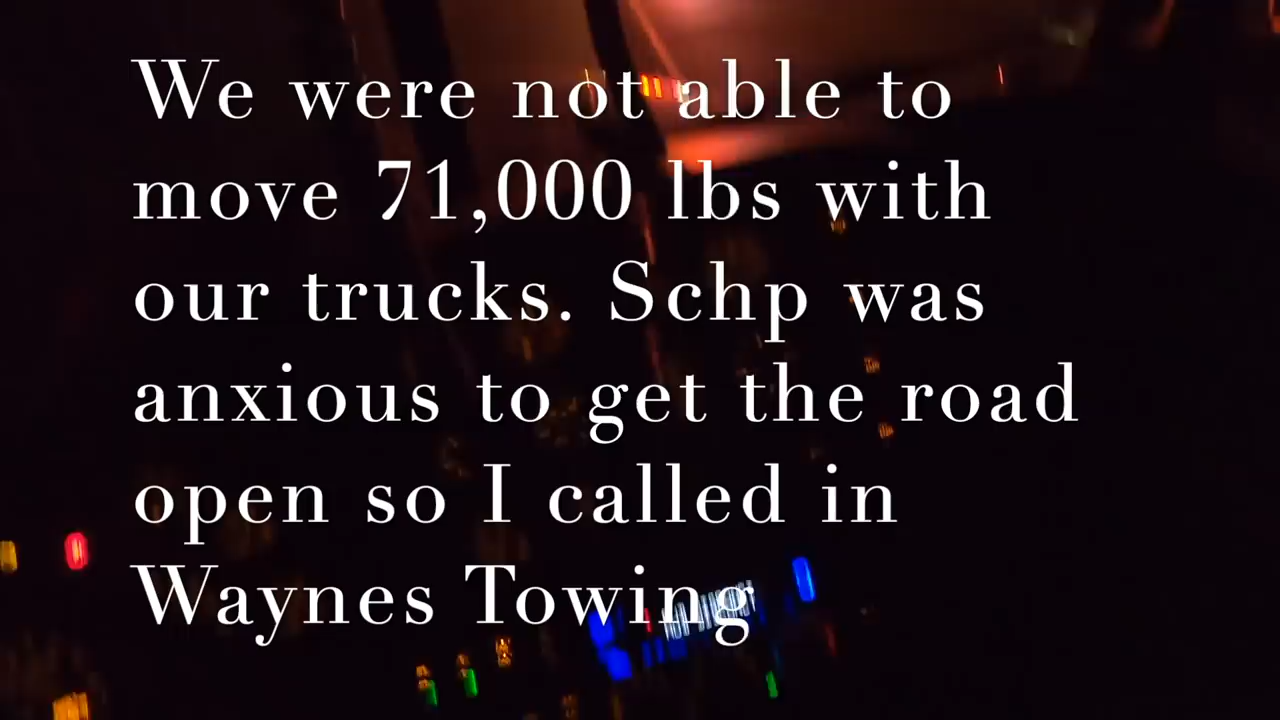 We were not able to
move 71,000 lbs with
our trucks. Schp was
anxious to get the road
open so I called in
Waynes Towing